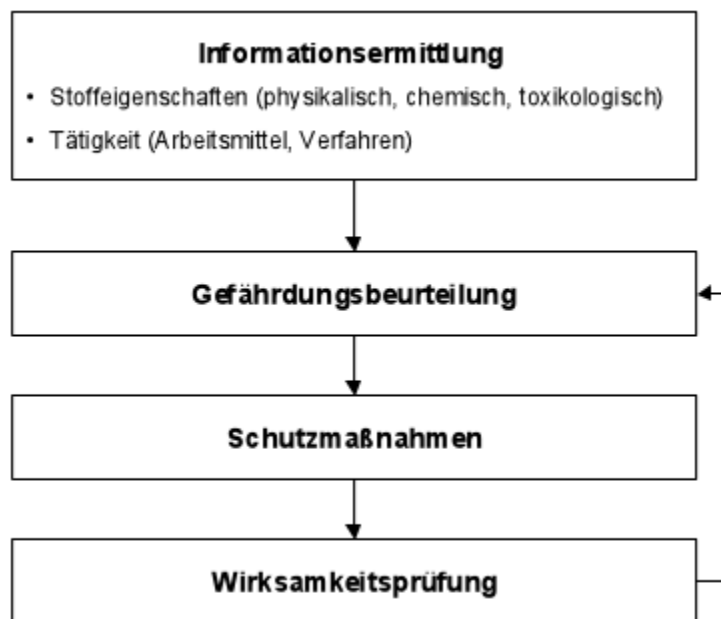 Informationsermittlung
• Stoffeigenschaften (physikalisch, chemisch, toxikologisch)
• Tätigkeit (Arbeitsmittel, Verfahren)
Gefährdungsbeurteilung
Schutzmaßnahmen
Wirksamkeitsprüfung